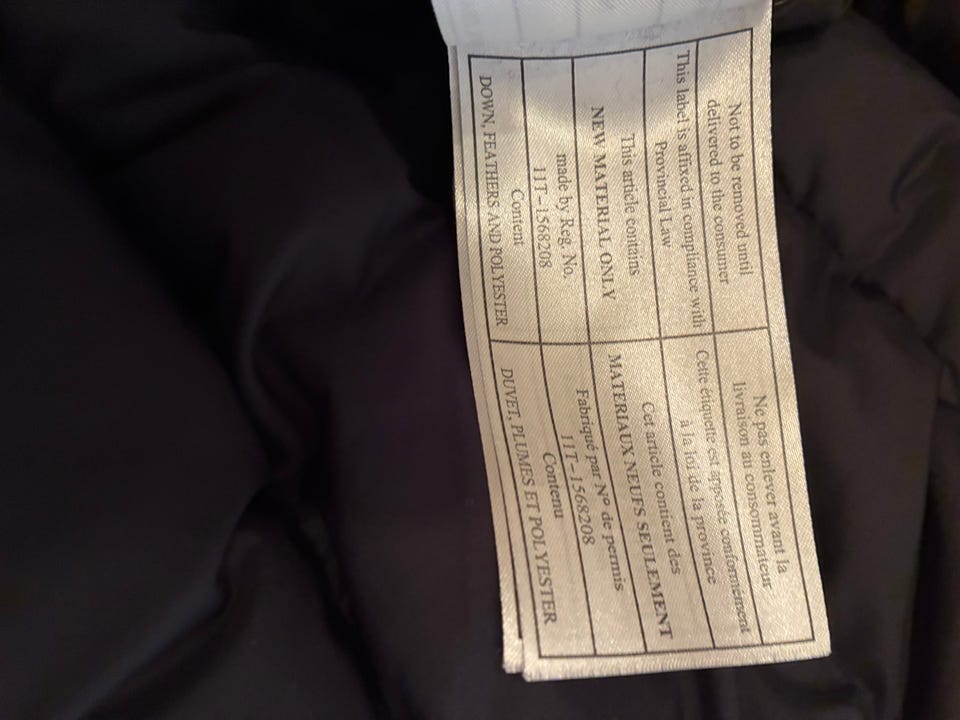 Not to be removed until
delivered to the consumer
This label is affixed in compliance with
Provincial Law
This article contains
NEW MATERIAL ONLY
made by Reg. No.
1JT-1568208
Content
DOWN, FEATHERS AND POLYESTER
Ne pas enlever avant la
livraison au consommateur
Cette étiquette est apposée conformément
à la loi de la province
Cet article contient des
MATERIAUX NEUFS SEULEMENT
Fabriqué par Nº de permis
1JT-1568208
Contenu
DUVET, PLUMES ET POLYESTER